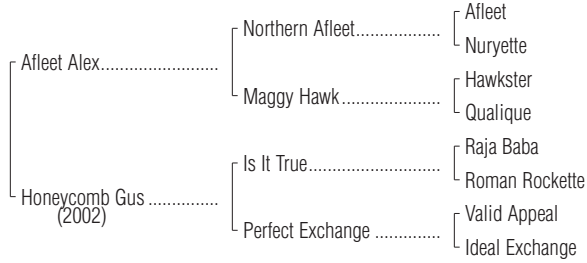 Afleet
Northern Afleet...................
Nuryette
Afleet Alex..........................
Hawkster
Maggy Hawk......................
Qualique
Raja Baba
Is It True.............................
Roman Rockette
Honeycomb Gus................
(2002)
Valid Appeal
Perfect Exchange...............
Ideal Exchange